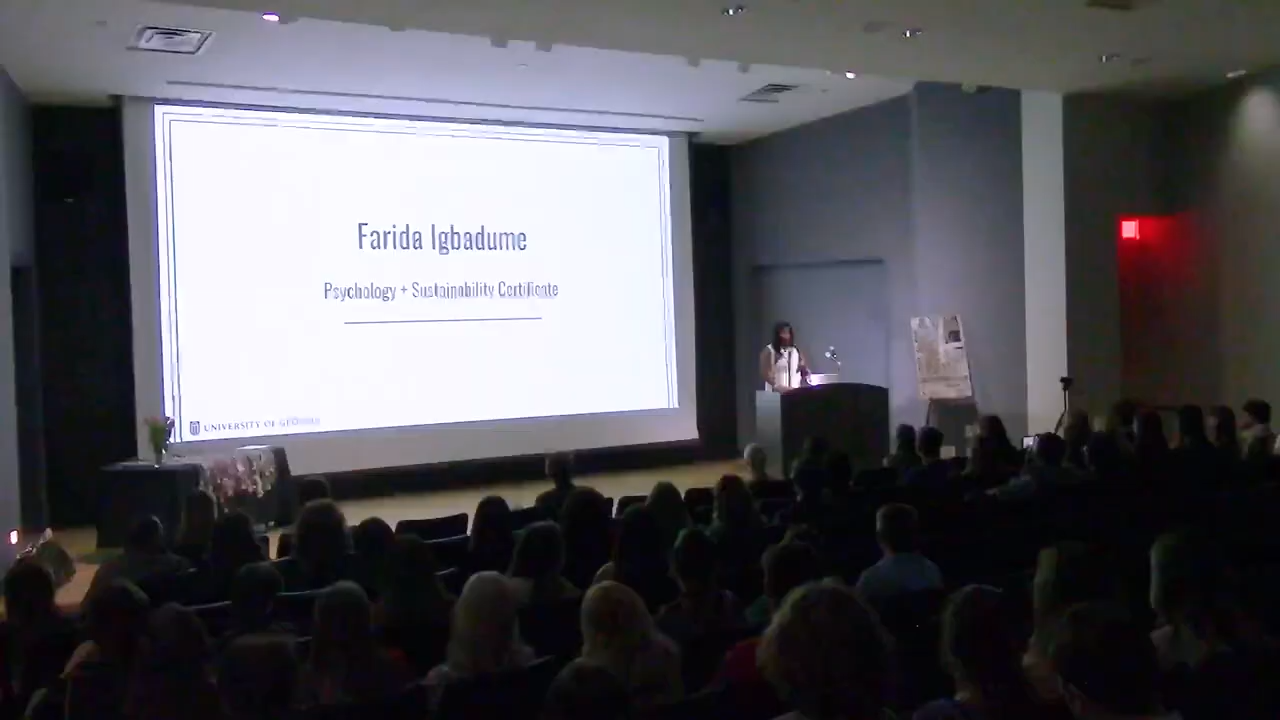 Farida Igbadume
Psychology + Sustainability Certificate
UNIVERSITY OF GEORGIA